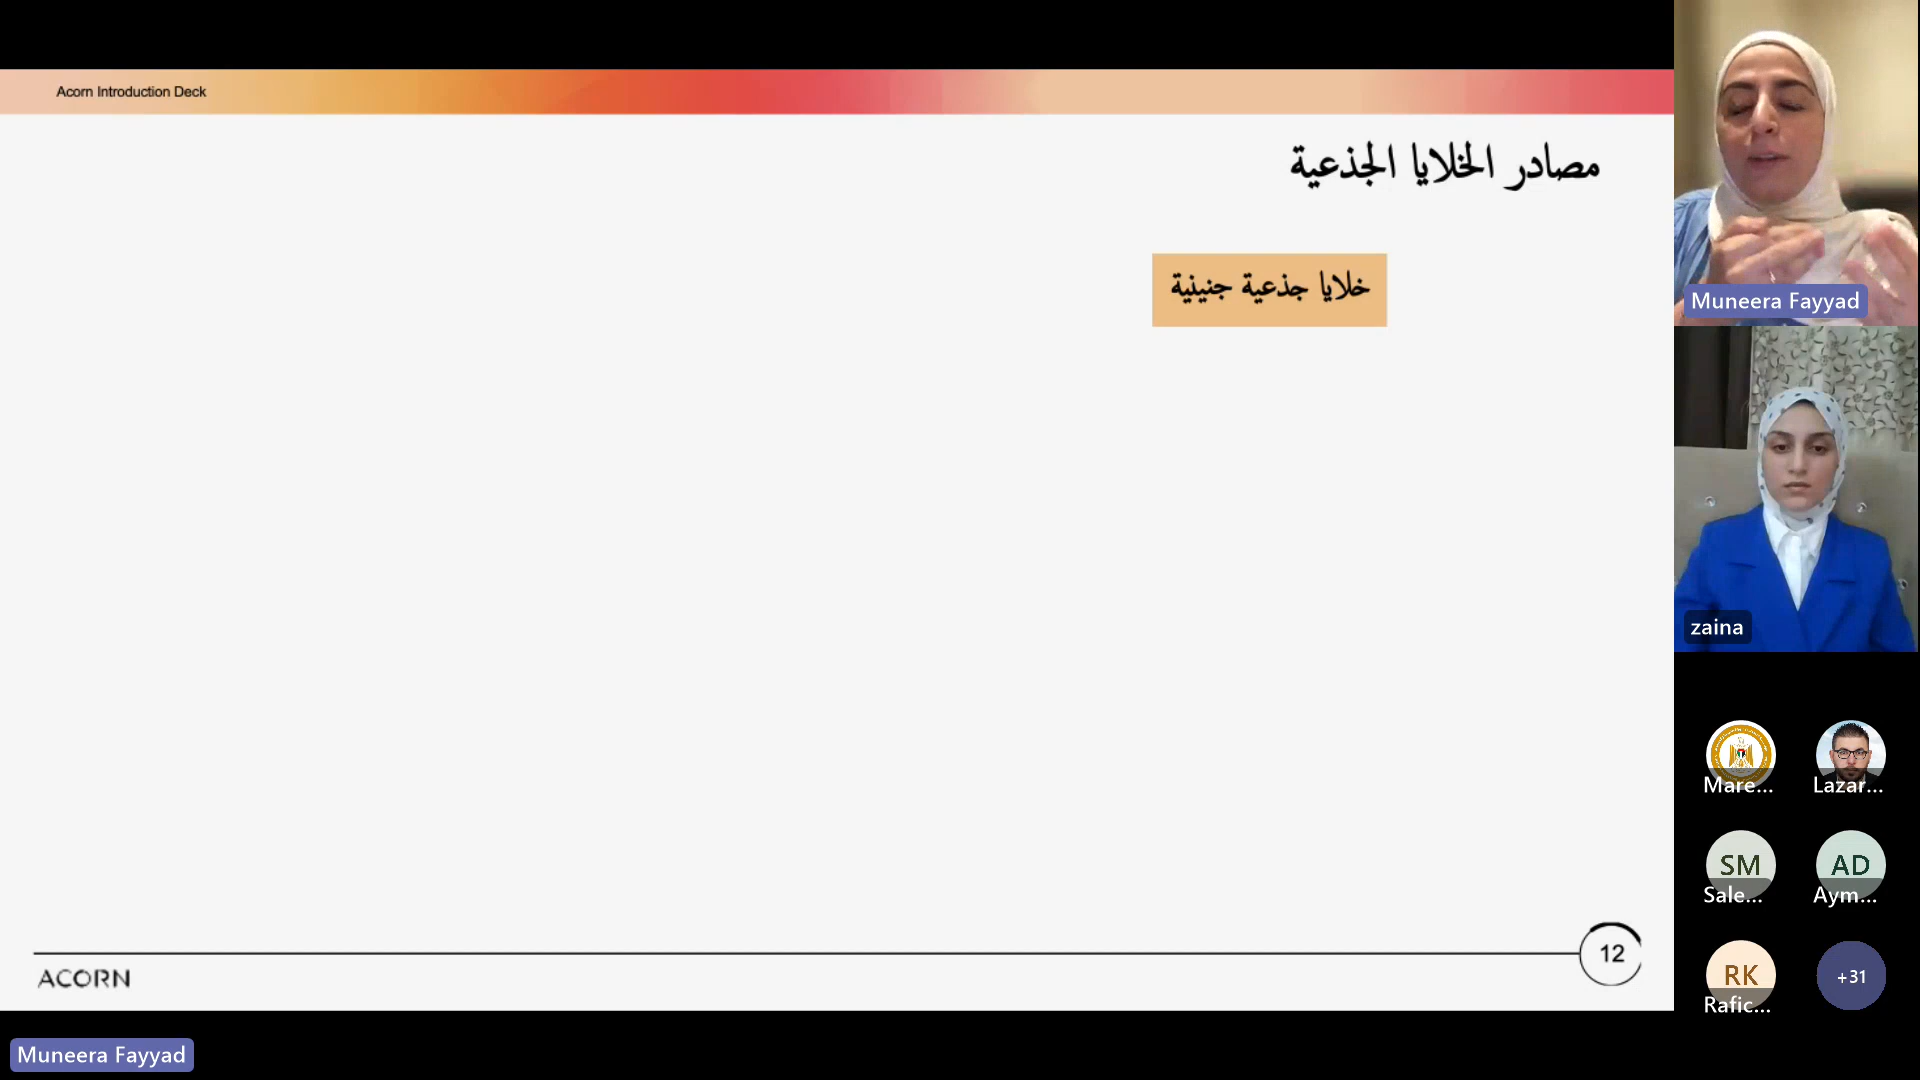 Acorn Introduction Deck
مصادر الخلايا الجذعية
خلايا جذعية جنينية
12
ACORN
Muneera Fayyad
Muneera Fayyad
zaina
Mare...
Lazar...
SM
Sale...
AD
Aym...
RK
Rafic...
+31